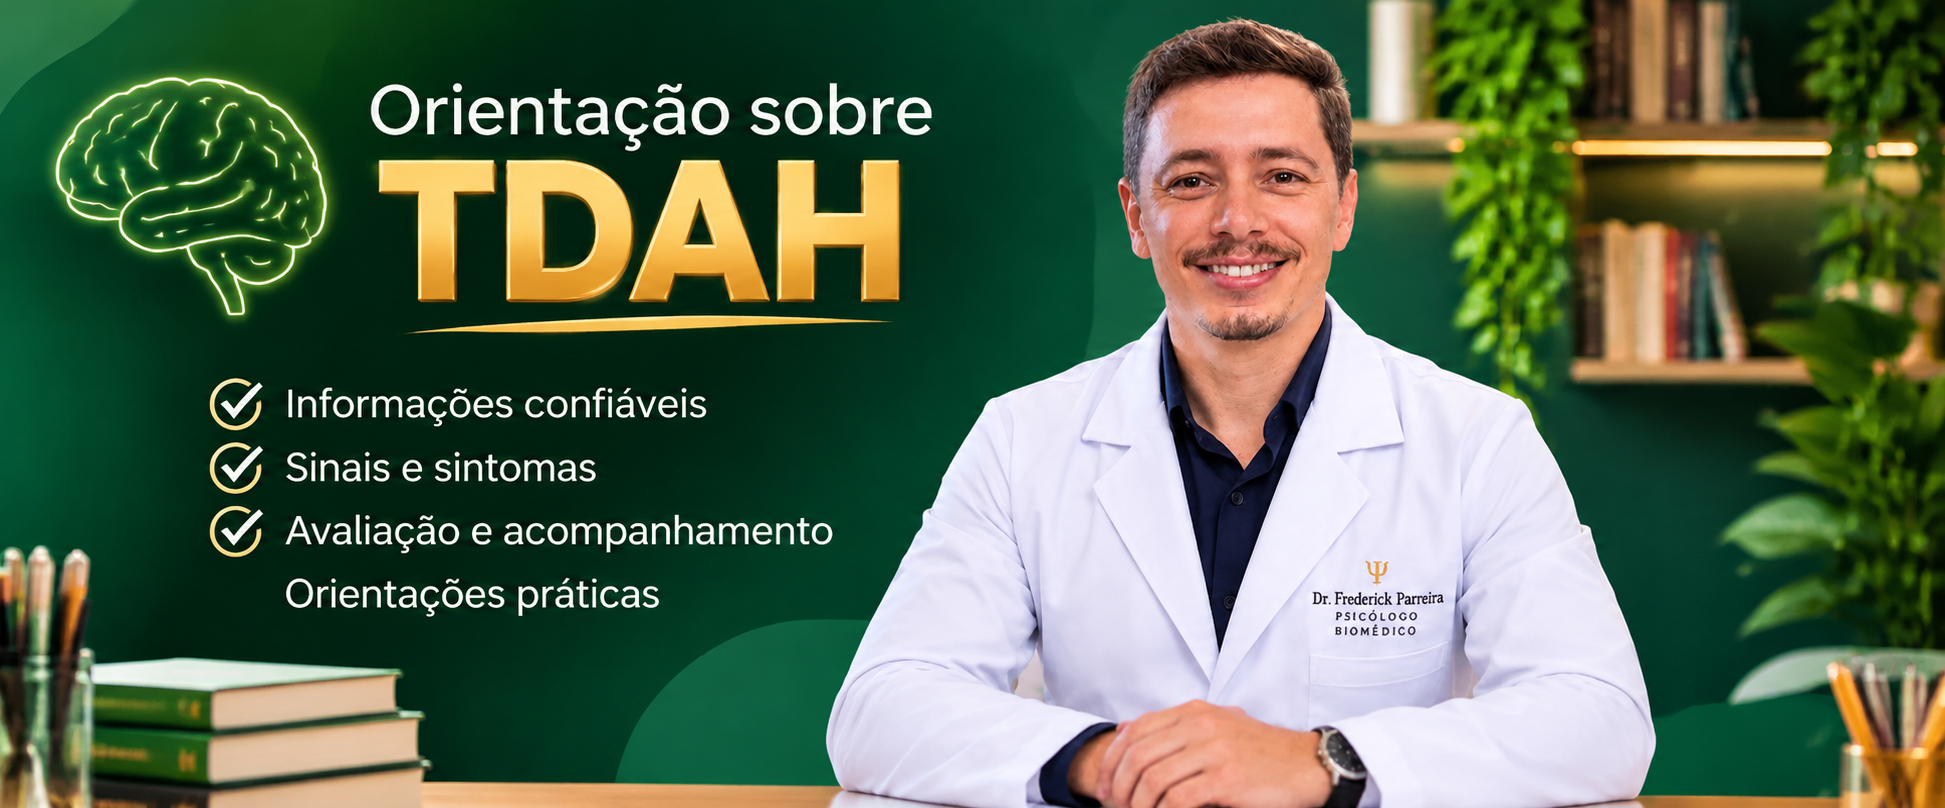 Orientação sobre
TDAH
Informações confiáveis
Sinais e sintomas
Avaliação e acompanhamento
Orientações práticas
Dr. Frederick Parreira
PSICÓLOGO
BIOMÉDICO